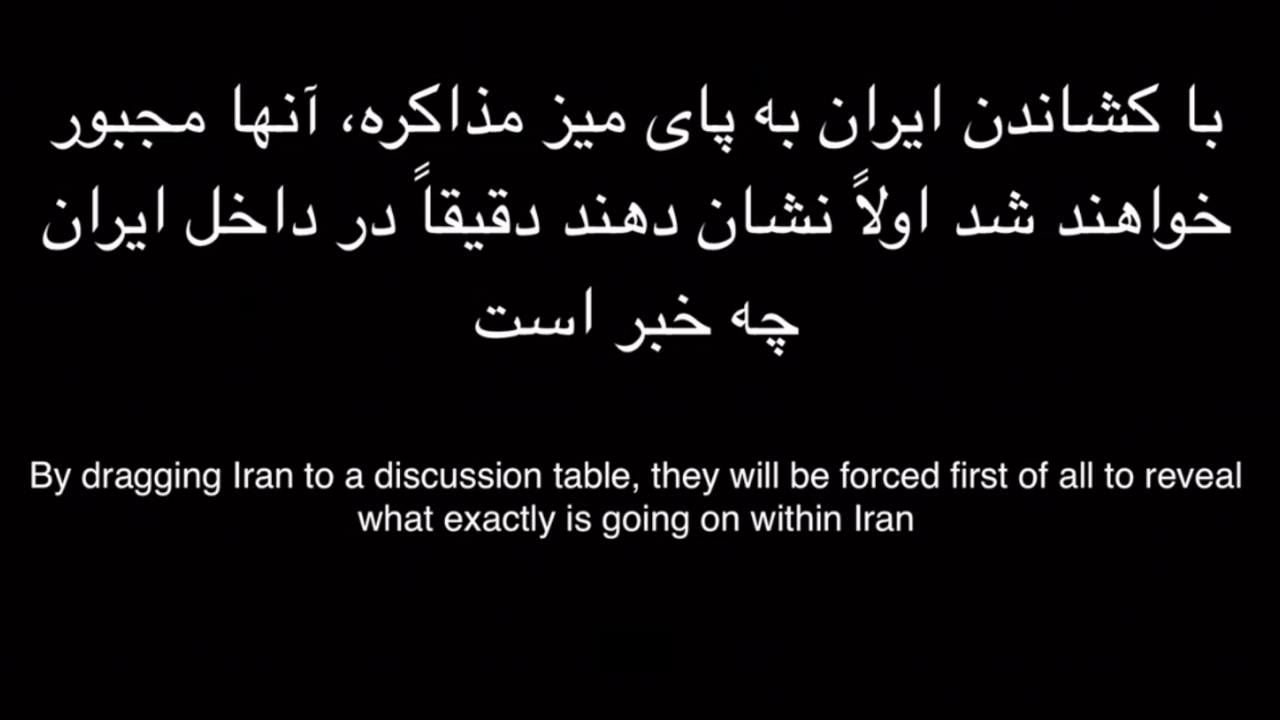 با کشاندن ایران به پای میز مذاکره، آنها مجبور
خواهند شد اولاً نشان دهند دقیقاً در داخل ایران
چه خبر است
By dragging Iran to a discussion table, they will be forced first of all to reveal
what exactly is going on within Iran